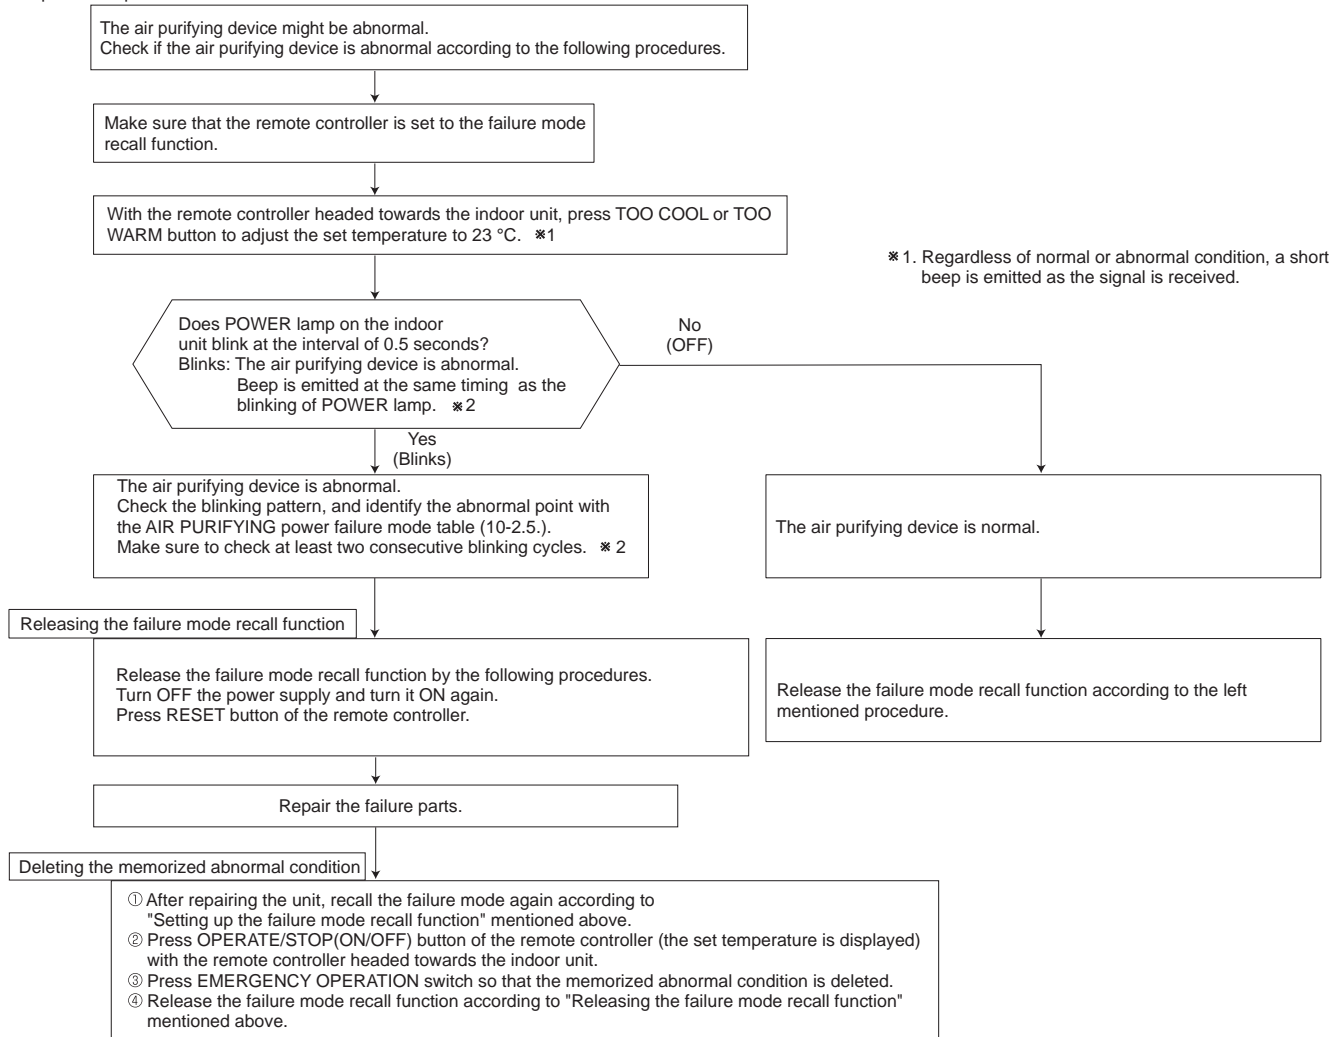 The air purifying device might be abnormal.
Check if the air purifying device is abnormal according to the following procedures.
Make sure that the remote controller is set to the failure mode
recall function.
With the remote controller headed towards the indoor unit, press TOO COOL or TOO
WARM button to adjust the set temperature to 23 °C. ※1
※1. Regardless of normal or abnormal condition, a short
beep is emitted as the signal is received.
Does POWER lamp on the indoor
unit blink at the interval of 0.5 seconds?
Blinks: The air purifying device is abnormal.
Beep is emitted at the same timing as the
blinking of POWER lamp. ※2
No
(OFF)
Yes
(Blinks)
The air purifying device is abnormal.
Check the blinking pattern, and identify the abnormal point with
the AIR PURIFYING power failure mode table (10-2.5.).
Make sure to check at least two consecutive blinking cycles. ※ 2
The air purifying device is normal.
Releasing the failure mode recall function
Release the failure mode recall function by the following procedures.
Turn OFF the power supply and turn it ON again.
Press RESET button of the remote controller.
Release the failure mode recall function according to the left
mentioned procedure.
Repair the failure parts.
Deleting the memorized abnormal condition
① After repairing the unit, recall the failure mode again according to
"Setting up the failure mode recall function" mentioned above.
② Press OPERATE/STOP(ON/OFF) button of the remote controller (the set temperature is displayed)
with the remote controller headed towards the indoor unit.
③ Press EMERGENCY OPERATION switch so that the memorized abnormal condition is deleted.
④ Release the failure mode recall function according to "Releasing the failure mode recall function"
mentioned above.